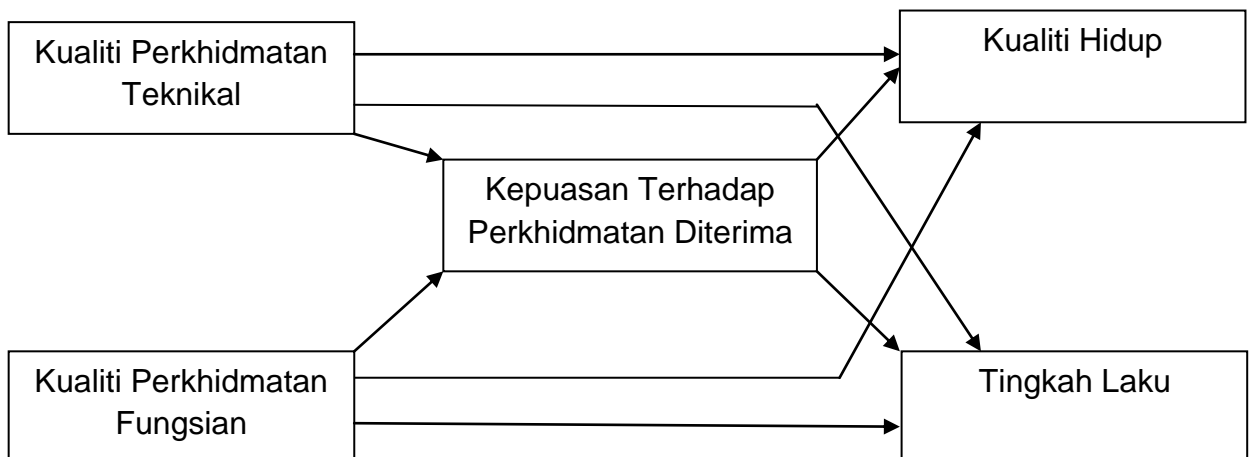 Kualiti Perkhidmatan
Teknikal
Kualiti Hidup
Kepuasan Terhadap
Perkhidmatan Diterima
Kualiti Perkhidmatan
Fungsian
Tingkah Laku